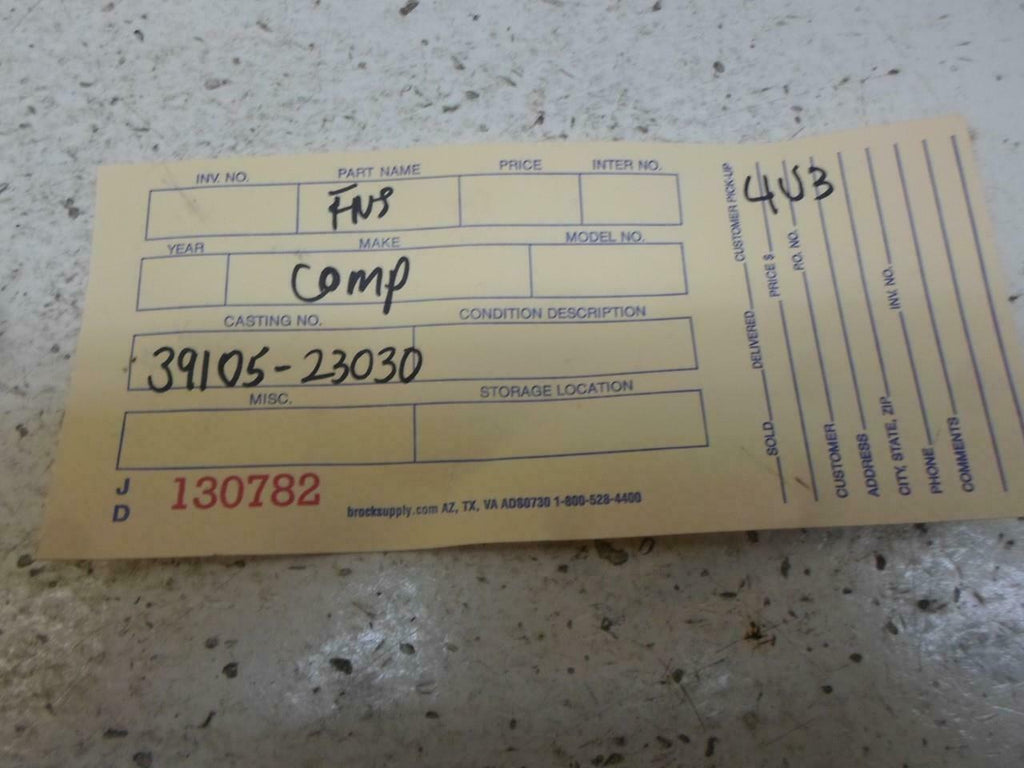 INV. NO. PART NAME PRICE INTER NO.
ENG
YEAR MAKE MODEL NO.
COMP
CASTING NO. CONDITION DESCRIPTION
39105-23030
MISC. STORAGE LOCATION
J D 130782
brocksupply.com AZ, TX, VA ADS0730 1-800-528-4400
4U3
SOLD DELIVERED CUSTOMER PICK-UP
PRICE $
P.O. NO.
CUSTOMER
ADDRESS
CITY, STATE, ZIP INV. NO.
PHONE
COMMENTS